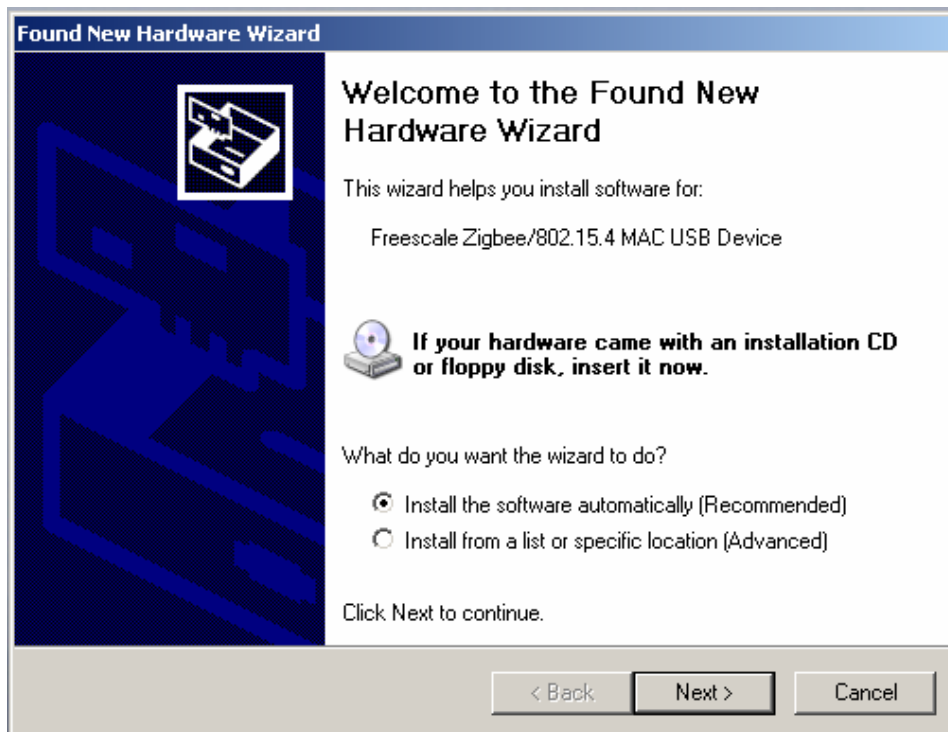 Found New Hardware Wizard
Welcome to the Found New
Hardware Wizard
This wizard helps you install software for:
Freescale Zigbee/802.15.4 MAC USB Device
If your hardware came with an installation CD
or floppy disk, insert it now.
What do you want the wizard to do?
Install the software automatically (Recommended)
Install from a list or specific location (Advanced)
Click Next to continue.
< Back
Next >
Cancel